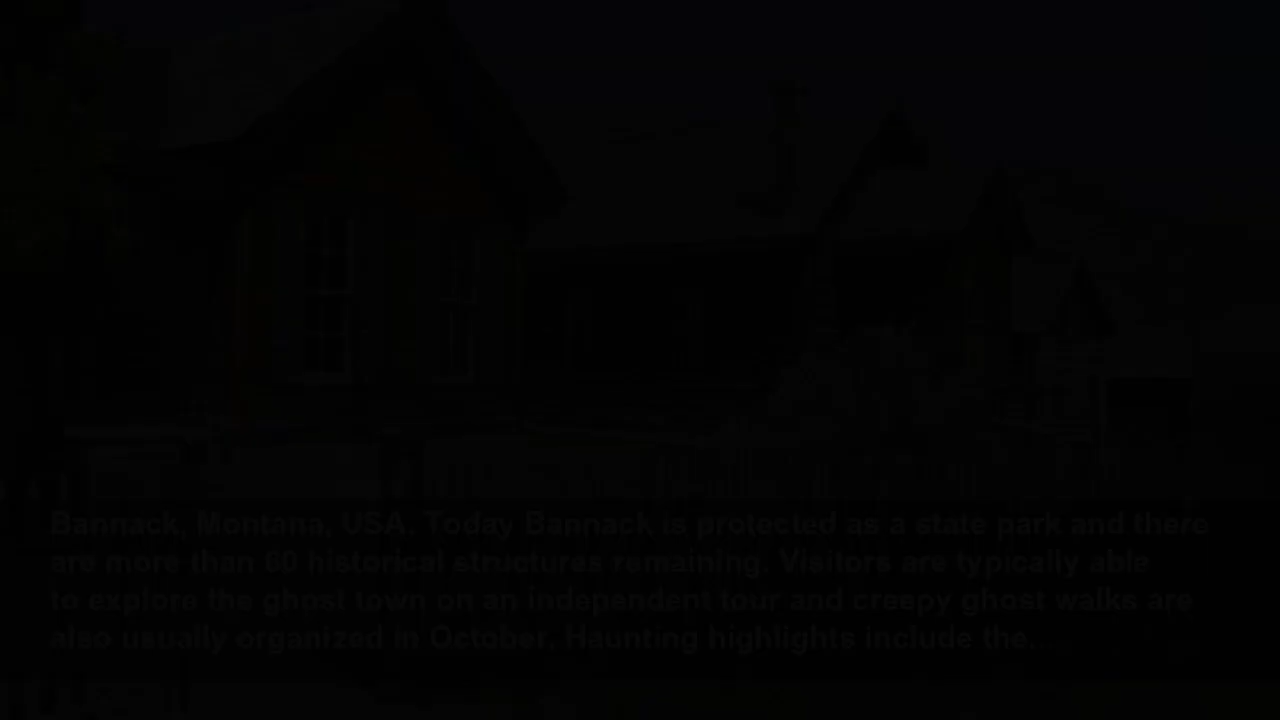 Bannack, Montana, USA. Today Bannack is protected as a state park and there
are more than 60 historical structures remaining. Visitors are typically able
to explore the ghost town on an independent tour and creepy ghost walks are
also usually organized in October. Haunting highlights include the...